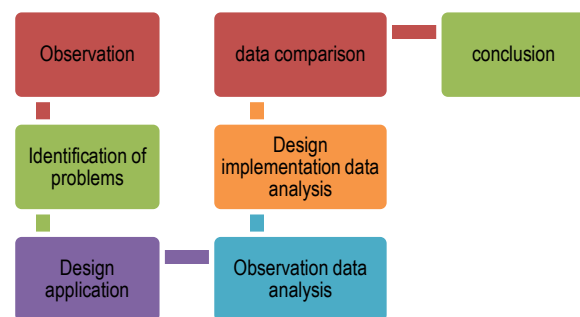 Observation
Identification of
problems
Design
application
Observation data
analysis
Design
implementation data
analysis
data comparison
conclusion